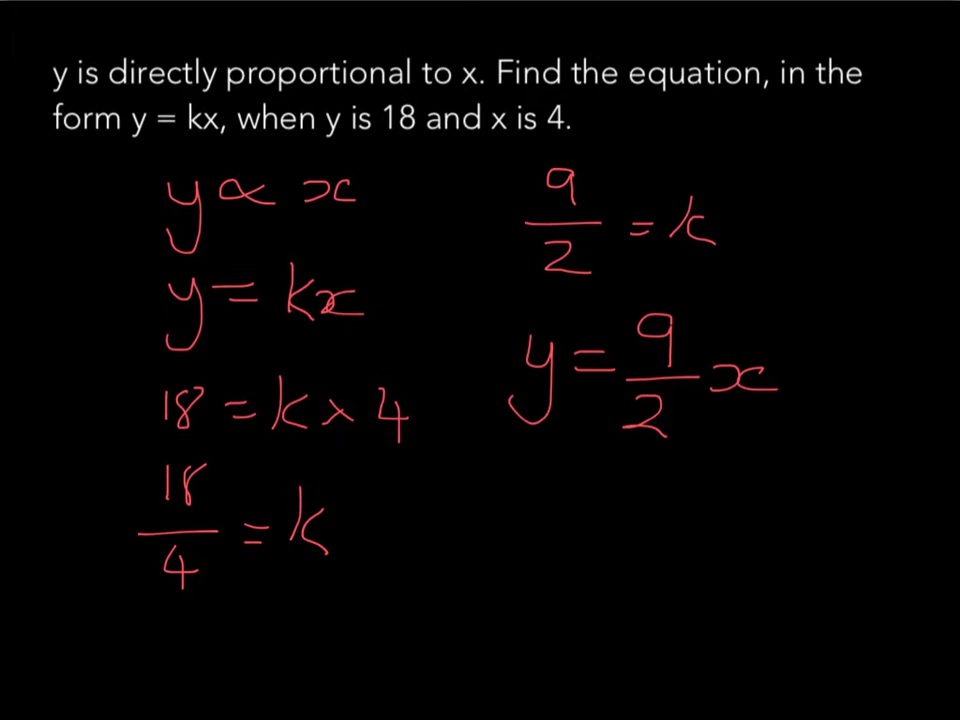 y is directly proportional to x. Find the equation, in the
form y = kx, when y is 18 and x is 4.
y ∝ x
y = kx
18 = k × 4
18/4 = k
9/2 = k
y = 9/2 x